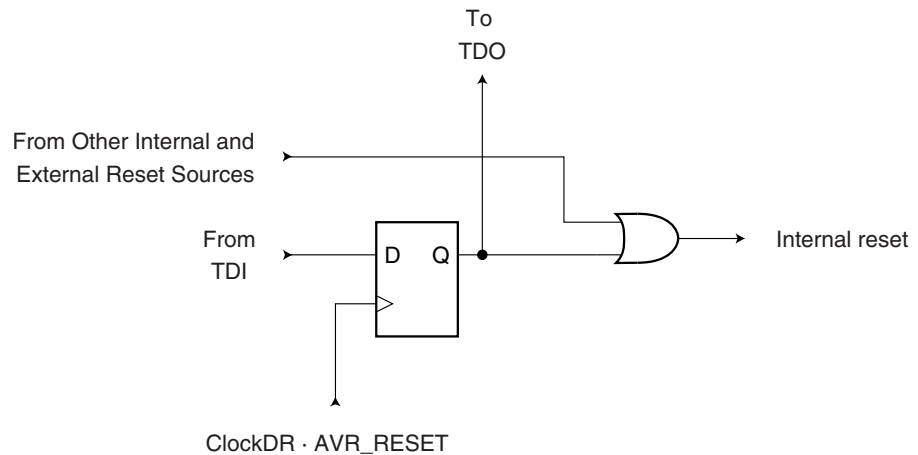 To
TDO
From Other Internal and
External Reset Sources
From
TDI
D
Q
Internal reset
ClockDR · AVR_RESET